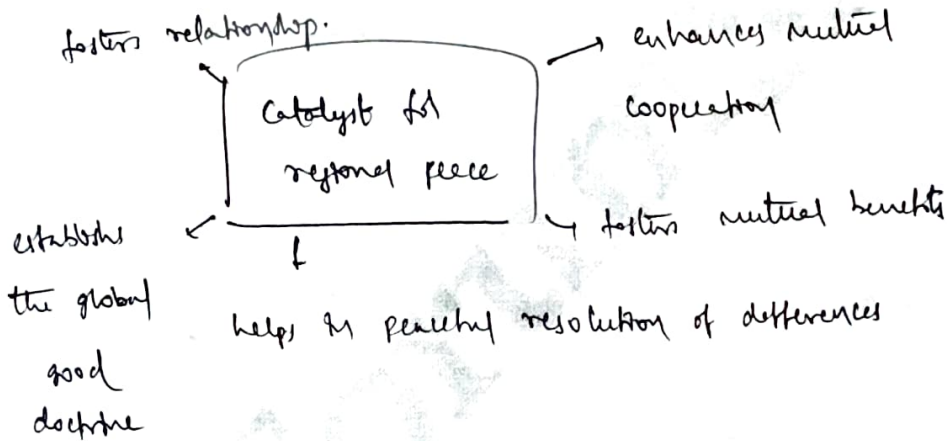 fosters relationship.
enhances mutual
cooperation
Catalyst for
regional peace
fosters mutual benefits
establishes
the global
good
doctrine
helps in peaceful resolution of differences